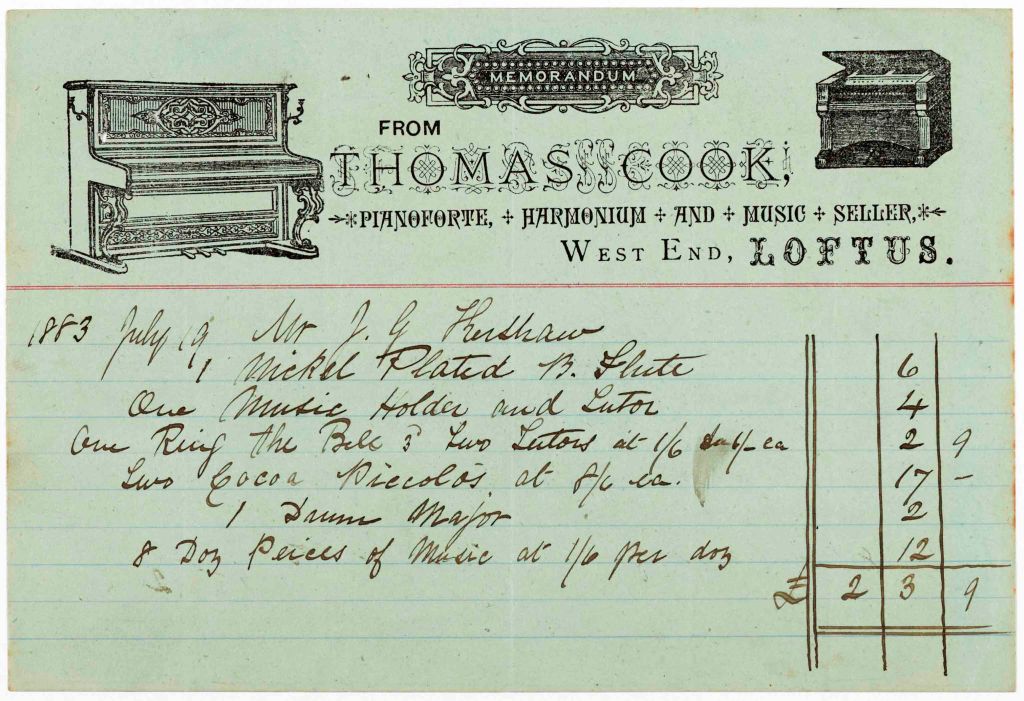 MEMORANDUM
FROM
THOMAS COOK,
PIANOFORTE, + HARMONIUM + AND + MUSIC + SELLER,
WEST END, LOFTUS.
1883 July 19 Mr J. G Kershaw
1 Nickel Plated B. Flute 6
One Music Holder and Tutor 4
One Ring the Bell 3d Two Tutors at 1/6 1/- ea 2 9
Two Cocoa Piccolos at 8/6 ea. 17 -
1 Drum Major 2
8 Doz Peices of Music at 1/6 per doz 12
£ 2 3 9